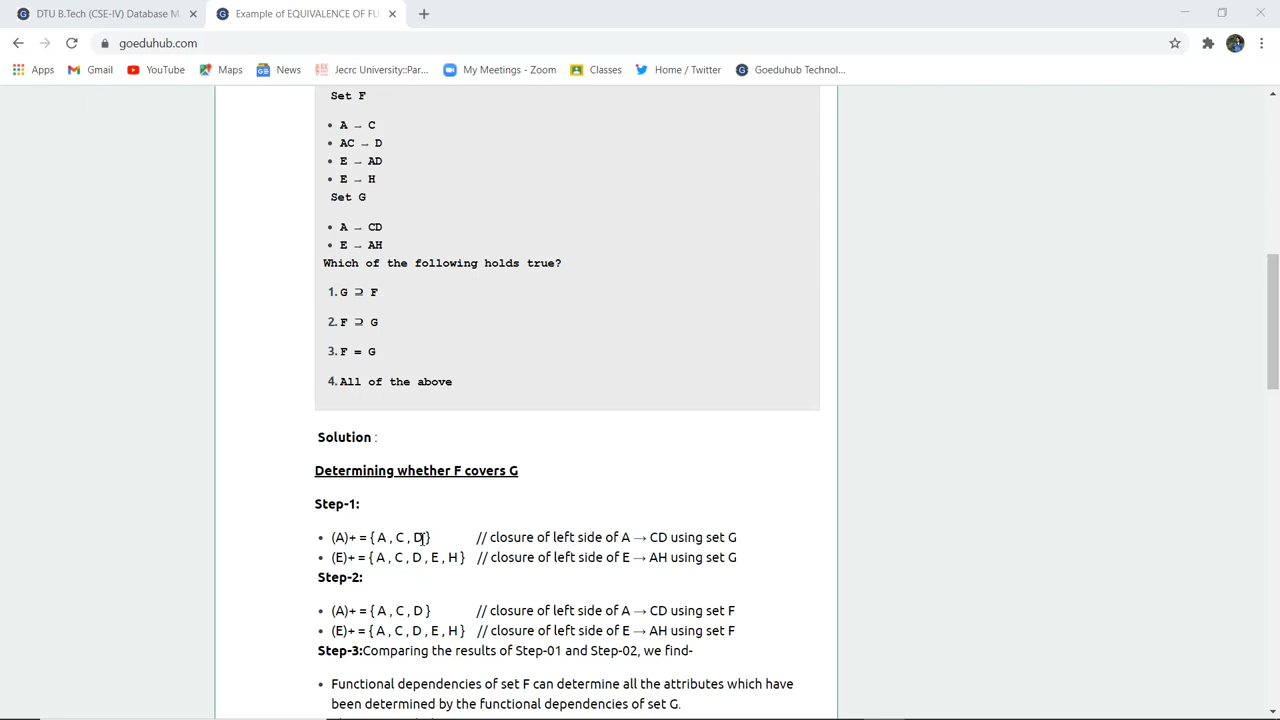 DTU B.Tech (CSE-IV) Database M
Example of EQUIVALENCE OF FU
goeduhub.com
Apps
Gmail
YouTube
Maps
News
Jecrc University::Par...
My Meetings - Zoom
Classes
Home / Twitter
Goeduhub Technol...
Set F
• A → C
• AC → D
• E → AD
• E → H
Set G
• A → CD
• E → AH
Which of the following holds true?
1. G ⊇ F
2. F ⊇ G
3. F = G
4. All of the above
Solution :
Determining whether F covers G
Step-1:
• (A)+ = { A , C , D } // closure of left side of A → CD using set G
• (E)+ = { A , C , D , E , H } // closure of left side of E → AH using set G
Step-2:
• (A)+ = { A , C , D } // closure of left side of A → CD using set F
• (E)+ = { A , C , D , E , H } // closure of left side of E → AH using set F
Step-3:Comparing the results of Step-01 and Step-02, we find-
• Functional dependencies of set F can determine all the attributes which have
been determined by the functional dependencies of set G.